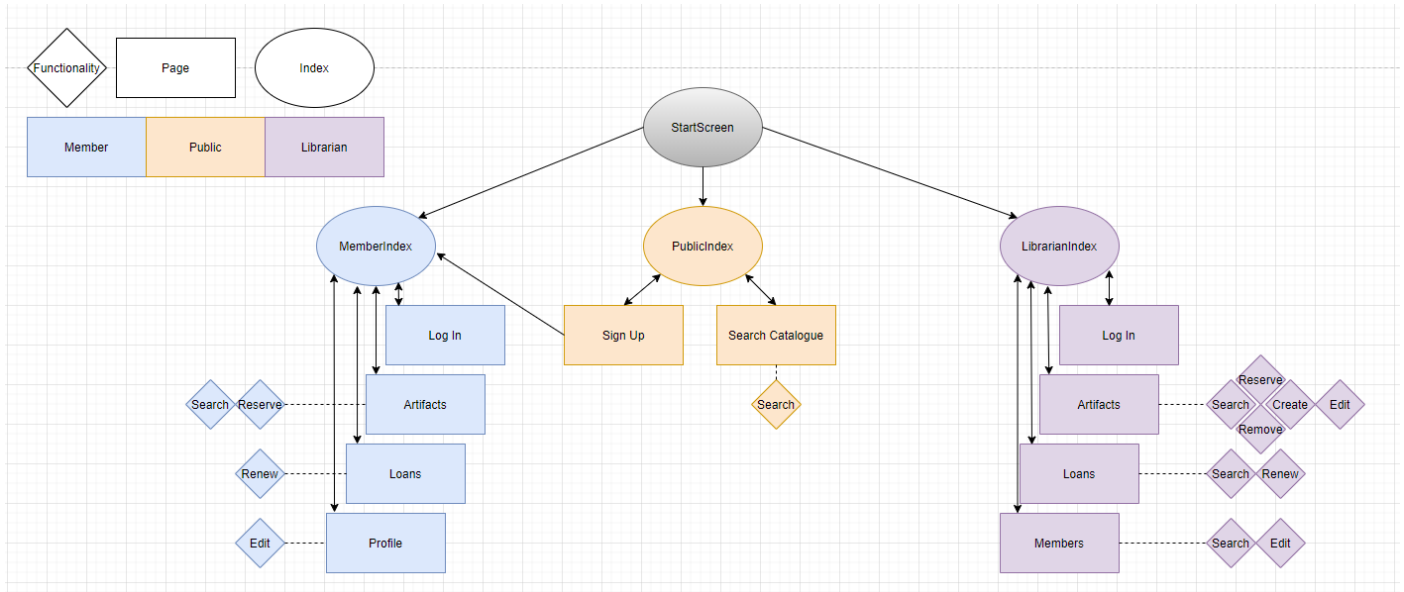 Functionality
Page
Index
Member
Public
Librarian
StartScreen
MemberIndex
PublicIndex
LibrarianIndex
Log In
Sign Up
Search Catalogue
Log In
Search
Reserve
Artifacts
Search
Artifacts
Reserve
Search
Create
Edit
Remove
Renew
Loans
Loans
Search
Renew
Edit
Profile
Members
Search
Edit